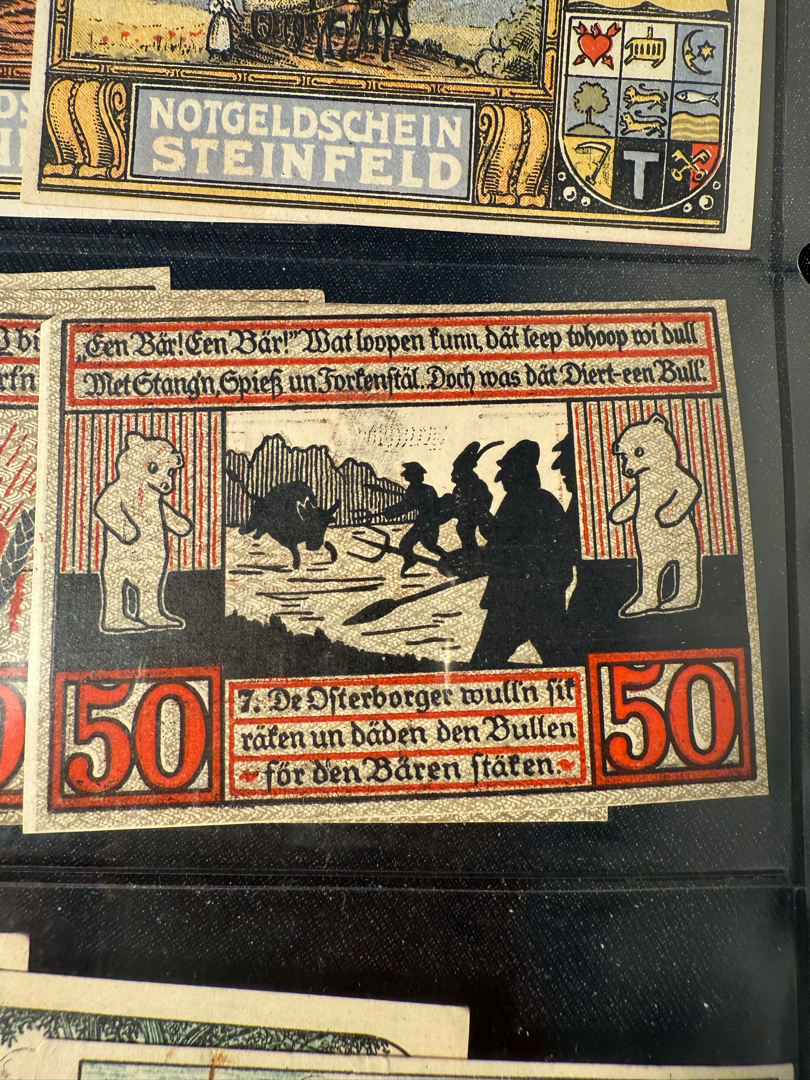 NOTGELDSCHEIN
STEINFELD
T
„Een Bär! Een Bär!" Wat loopen kunn, dät leep whoop wi dull
Met Stang'n, Spieß un Forkenstäl. Doch was dät Diert-een Bull.
50
7. De Osterborger wull'n sik
räken un däden den Bullen
för den Bären stäken.
50